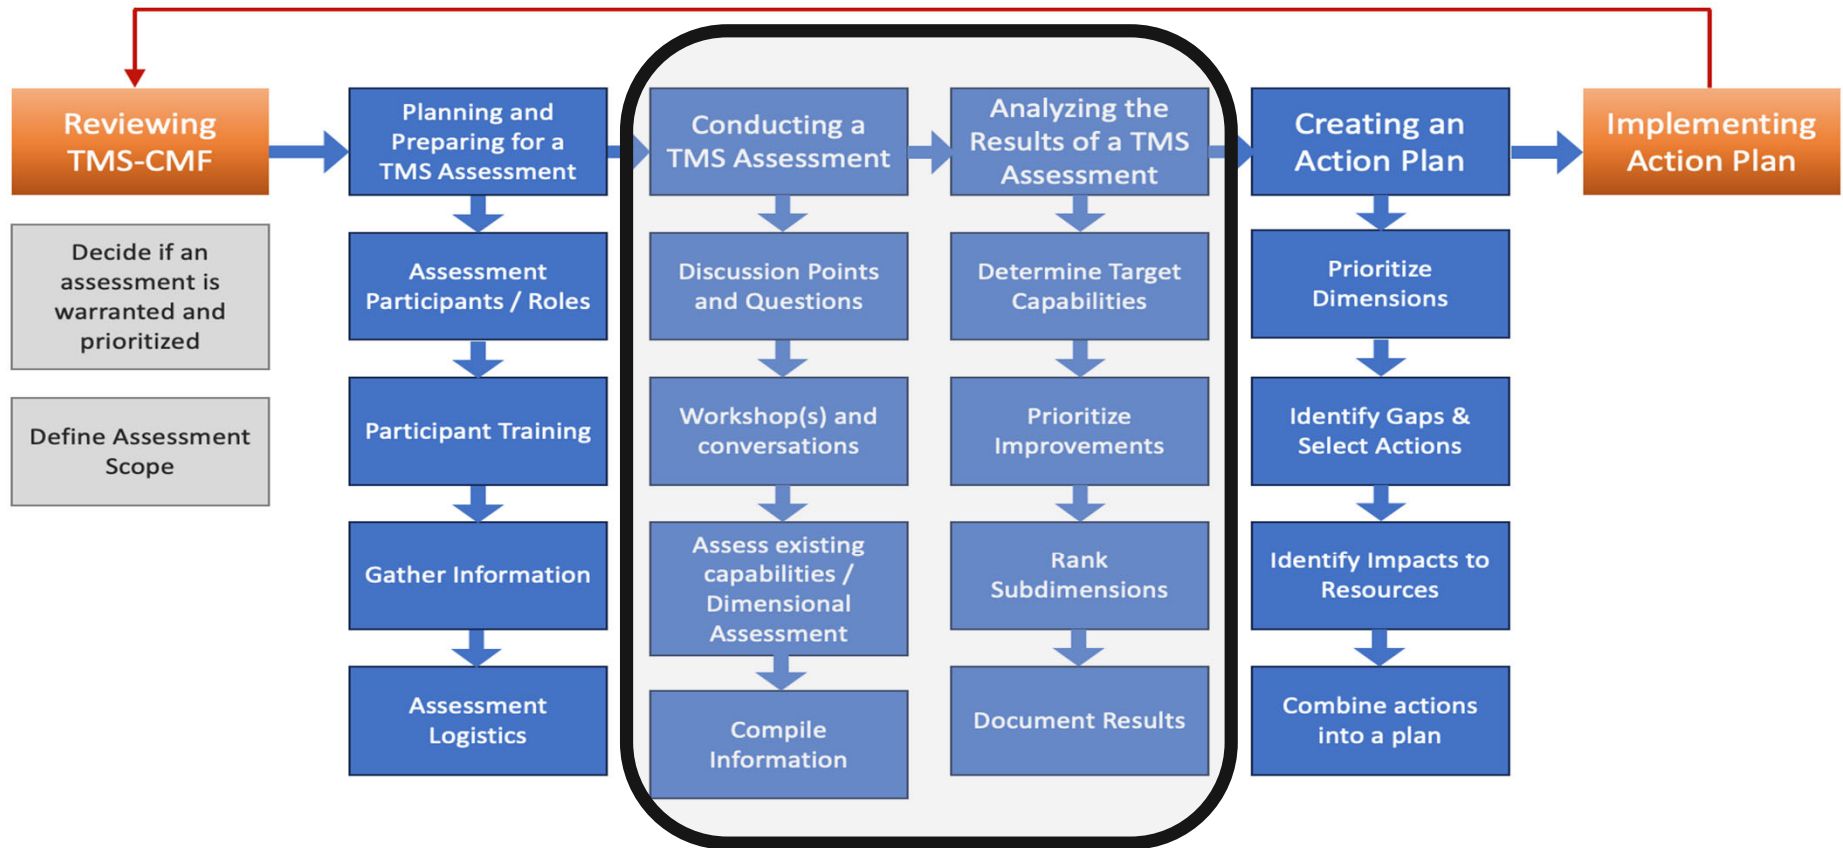 Reviewing
TMS-CMF
Decide if an
assessment is
warranted and
prioritized
Define Assessment
Scope
Planning and
Preparing for a
TMS Assessment
Assessment
Participants / Roles
Participant Training
Gather Information
Assessment
Logistics
Conducting a
TMS Assessment
Discussion Points
and Questions
Workshop(s) and
conversations
Assess existing
capabilities /
Dimensional
Assessment
Compile
Information
Analyzing the
Results of a TMS
Assessment
Determine Target
Capabilities
Prioritize
Improvements
Rank
Subdimensions
Document Results
Creating an
Action Plan
Prioritize
Dimensions
Identify Gaps &
Select Actions
Identify Impacts to
Resources
Combine actions
into a plan
Implementing
Action Plan